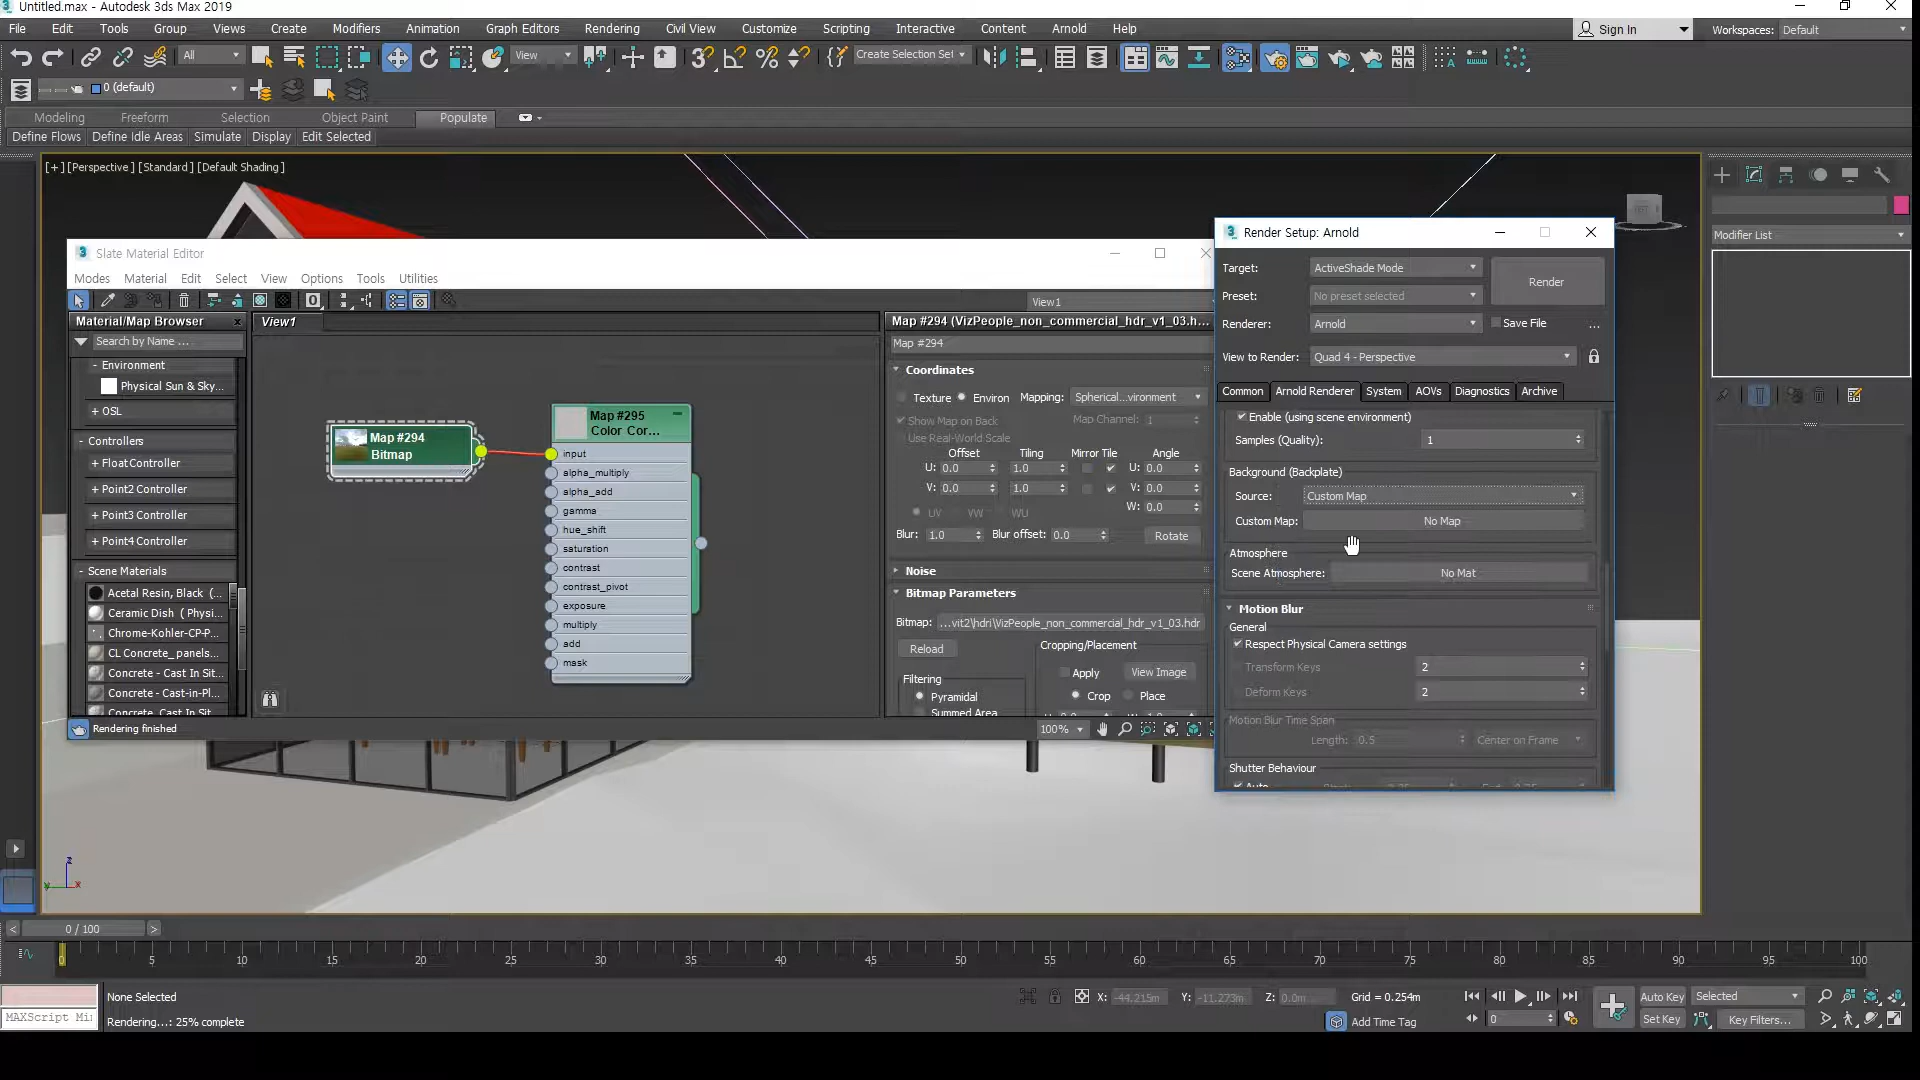 Untitled.max - Autodesk 3ds Max 2019
File Edit Tools Group Views Create Modifiers Animation Graph Editors Rendering Civil View Customize Scripting Interactive Content Arnold Help
Sign In Workspaces: Default
All View Create Selection Set
0 (default)
Modeling Freeform Selection Object Paint Populate
Define Flows Define Idle Areas Simulate Display Edit Selected
[+] [Perspective ] [Standard ] [Default Shading ]
Modifier List
Slate Material Editor
Modes Material Edit Select View Options Tools Utilities
View1
Material/Map Browser
Search by Name ...
- Environment
Physical Sun & Sky...
+ OSL
- Controllers
+ FloatController
+ Point2 Controller
+ Point3 Controller
+ Point4 Controller
- Scene Materials
Acetal Resin, Black (...
Ceramic Dish ( Physi...
Chrome-Kohler-CP-P...
CL Concrete_panels...
Concrete - Cast In Sit...
Concrete - Cast-in-Pl...
Concrete, Cast In Sit
Rendering finished
View1
Map #294
Bitmap
Map #295
Color Cor...
input
alpha_multiply
alpha_add
gamma
hue_shift
saturation
contrast
contrast_pivot
exposure
multiply
add
mask
100%
Map #294 (VizPeople_non_commercial_hdr_v1_03.h...
Map #294
Coordinates
Texture Environ Mapping: Spherical...vironment
Show Map on Back Map Channel: 1
Use Real-World Scale
Offset Tiling Mirror Tile Angle
U: 0.0 1.0 U: 0.0
V: 0.0 1.0 V: 0.0
W: 0.0
UV VW WU
Blur: 1.0 Blur offset: 0.0 Rotate
Noise
Bitmap Parameters
Bitmap: ...vit2\hdri\VizPeople_non_commercial_hdr_v1_03.hdr
Reload Cropping/Placement
Apply View Image
Filtering
Pyramidal Crop Place
Summed Area
Render Setup: Arnold
Target: ActiveShade Mode Render
Preset: No preset selected
Renderer: Arnold Save File ...
View to Render: Quad 4 - Perspective
Common Arnold Renderer System AOVs Diagnostics Archive
Enable (using scene environment)
Samples (Quality): 1
Background (Backplate)
Source: Custom Map
Custom Map: No Map
Atmosphere
Scene Atmosphere: No Mat
Motion Blur
General
Respect Physical Camera settings
Transform Keys 2
Deform Keys 2
Motion Blur Time Span
Length: 0.5 Center on Frame
Shutter Behaviour
Auto
z
y x
< 0 / 100 >
0 5 10 15 20 25 30 35 40 45 50 55 60 65 70 75 80 85 90 95 100
None Selected X: -44.215m Y: -11.273m Z: 0.0m Grid = 0.254m Auto Key Selected
MAXScript Mi
Rendering...: 25% complete Add Time Tag 0 Set Key Key Filters...